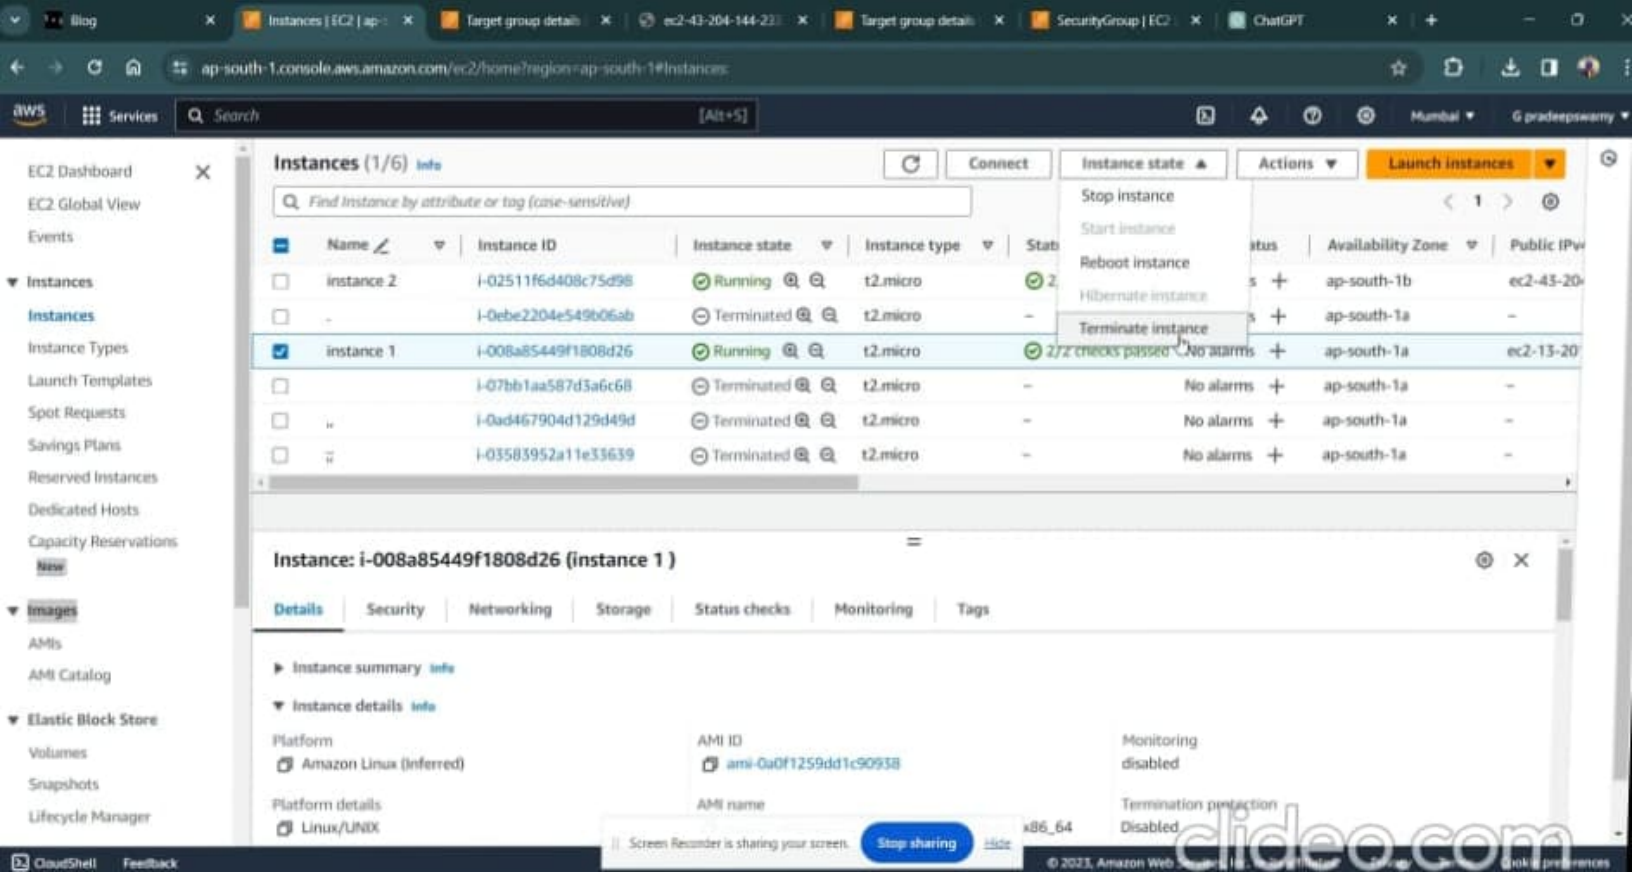 Blog
Instances | EC2 | ap-s
Target group details
ec2-43-204-144-233
Target group details
SecurityGroup | EC2
ChatGPT
ap-south-1.console.aws.amazon.com/ec2/home?region=ap-south-1#Instances:
aws Services Search [Alt+S] Mumbai G pradeepswamy
EC2 Dashboard
EC2 Global View
Events
Instances
Instances
Instance Types
Launch Templates
Spot Requests
Savings Plans
Reserved Instances
Dedicated Hosts
Capacity Reservations
New
Images
AMIs
AMI Catalog
Elastic Block Store
Volumes
Snapshots
Lifecycle Manager
Instances (1/6) Info Connect Instance state Actions Launch instances
Find Instance by attribute or tag (case-sensitive) 1
Stop instance
Start instance
Reboot instance
Hibernate instance
Terminate instance
Name Instance ID Instance state Instance type Stat atus Availability Zone Public IPv
instance 2 i-02511f6d408c75d98 Running t2.micro 2 s + ap-south-1b ec2-43-20
. i-0ebe2204e549b06ab Terminated t2.micro – s + ap-south-1a –
instance 1 i-008a85449f1808d26 Running t2.micro 2/2 checks passed No alarms + ap-south-1a ec2-13-20
i-07bb1aa587d3a6c68 Terminated t2.micro – No alarms + ap-south-1a –
i-0ad467904d129d49d Terminated t2.micro – No alarms + ap-south-1a –
i-03583952a11e33639 Terminated t2.micro – No alarms + ap-south-1a –
Instance: i-008a85449f1808d26 (instance 1 )
Details Security Networking Storage Status checks Monitoring Tags
Instance summary Info
Instance details Info
Platform AMI ID Monitoring
Amazon Linux (Inferred) ami-0a0f1259dd1c90938 disabled
Platform details AMI name Termination protection
Linux/UNIX x86_64 Disabled
Screen Recorder is sharing your screen. Stop sharing Hide
clideo.com
CloudShell Feedback © 2023, Amazon Web Services, Inc. Cookie preferences